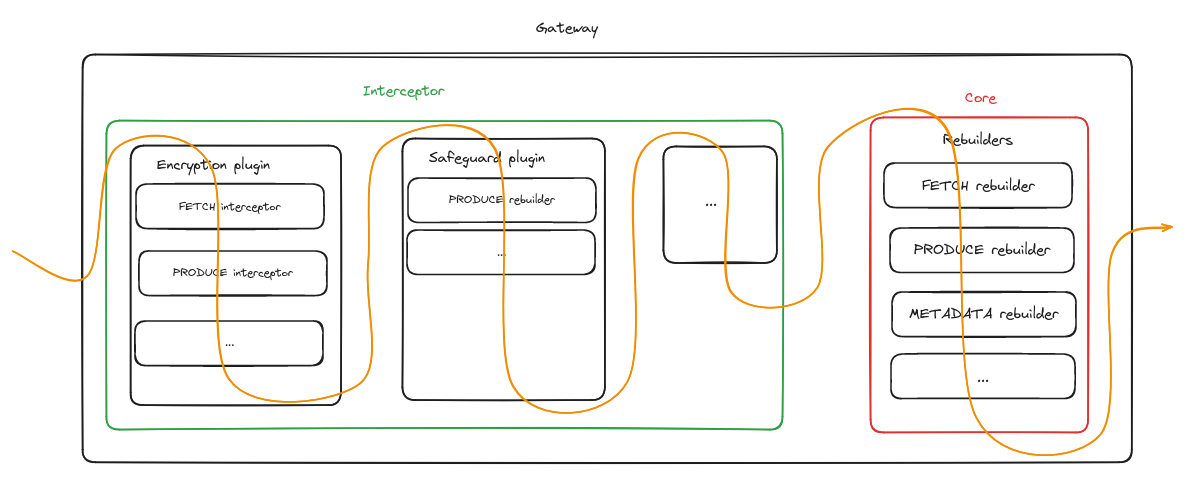 Gateway
Interceptor
Encryption plugin
FETCH interceptor
PRODUCE interceptor
...
Safeguard plugin
PRODUCE rebuilder
...
...
Core
Rebuilders
FETCH rebuilder
PRODUCE rebuilder
METADATA rebuilder
...